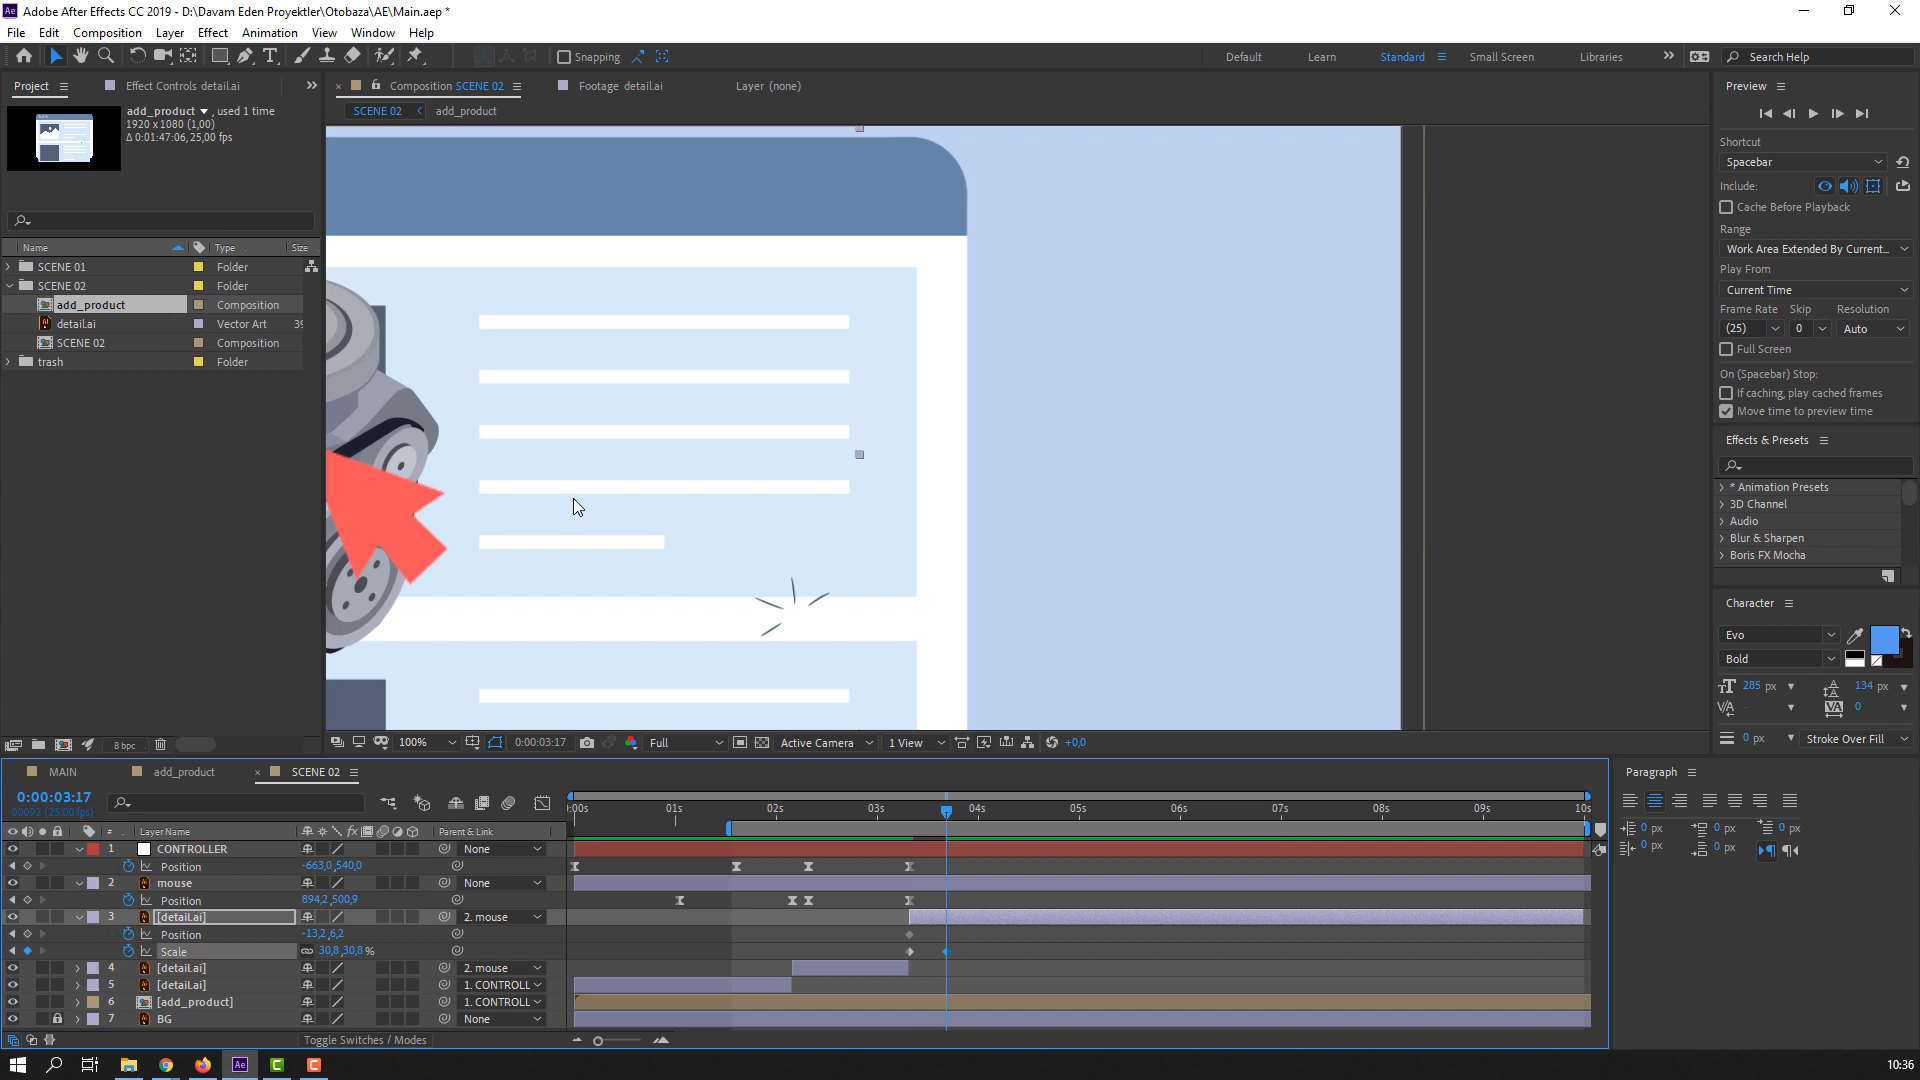 Adobe After Effects CC 2019 - D:\Davam Eden Proyektler\Otobaza\AE\Main.aep *
File Edit Composition Layer Effect Animation View Window Help
Snapping
Default Learn Standard Small Screen Libraries Search Help
Project Effect Controls detail.ai
add_product , used 1 time
1920 x 1080 (1,00)
Δ 0:01:47:06, 25,00 fps
Name Type Size
SCENE 01 Folder
SCENE 02 Folder
add_product Composition
detail.ai Vector Art 39
SCENE 02 Composition
trash Folder
8 bpc
Composition SCENE 02 Footage detail.ai Layer (none)
SCENE 02 add_product
100% 0:00:03:17 Full Active Camera 1 View +0,0
Preview
Shortcut
Spacebar
Include:
Cache Before Playback
Range
Work Area Extended By Current...
Play From
Current Time
Frame Rate Skip Resolution
(25) 0 Auto
Full Screen
On (Spacebar) Stop:
If caching, play cached frames
Move time to preview time
Effects & Presets
* Animation Presets
3D Channel
Audio
Blur & Sharpen
Boris FX Mocha
Character
Evo
Bold
285 px 134 px
0
0 px Stroke Over Fill
Paragraph
0 px 0 px 0 px
0 px 0 px
MAIN add_product SCENE 02
0:00:03:17
00092 (25.00 fps)
:00s 01s 02s 03s 04s 05s 06s 07s 08s 09s 10s
# Layer Name Parent & Link
1 CONTROLLER None
Position -663,0,540,0
2 mouse None
Position 894,2,500,9
3 [detail.ai] 2. mouse
Position -13,2,6,2
Scale 30,8,30,8 %
4 [detail.ai] 2. mouse
5 [detail.ai] 1. CONTROLL
6 [add_product] 1. CONTROLL
7 BG None
Toggle Switches / Modes
10:36